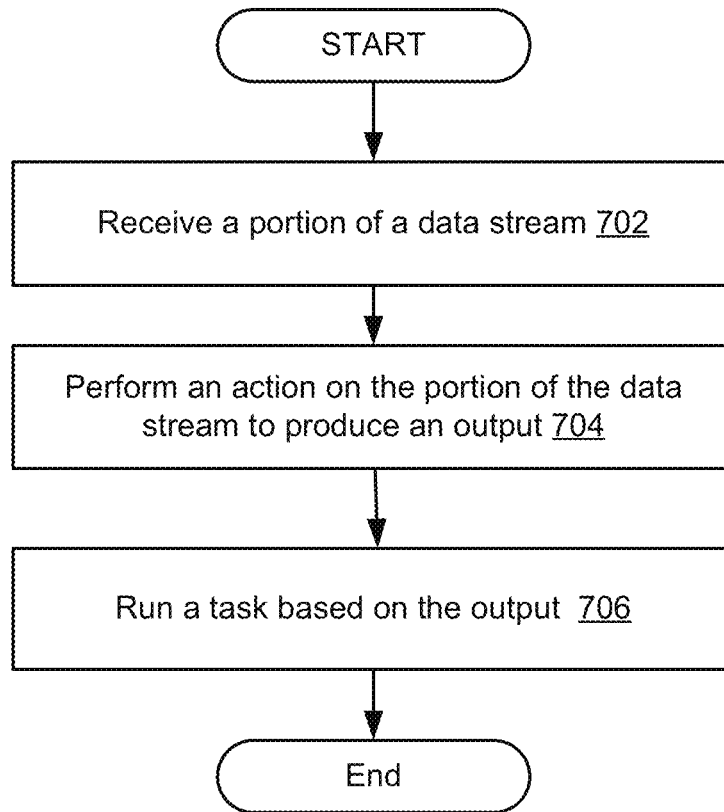 START
Receive a portion of a data stream 702
Perform an action on the portion of the data
stream to produce an output 704
Run a task based on the output 706
End